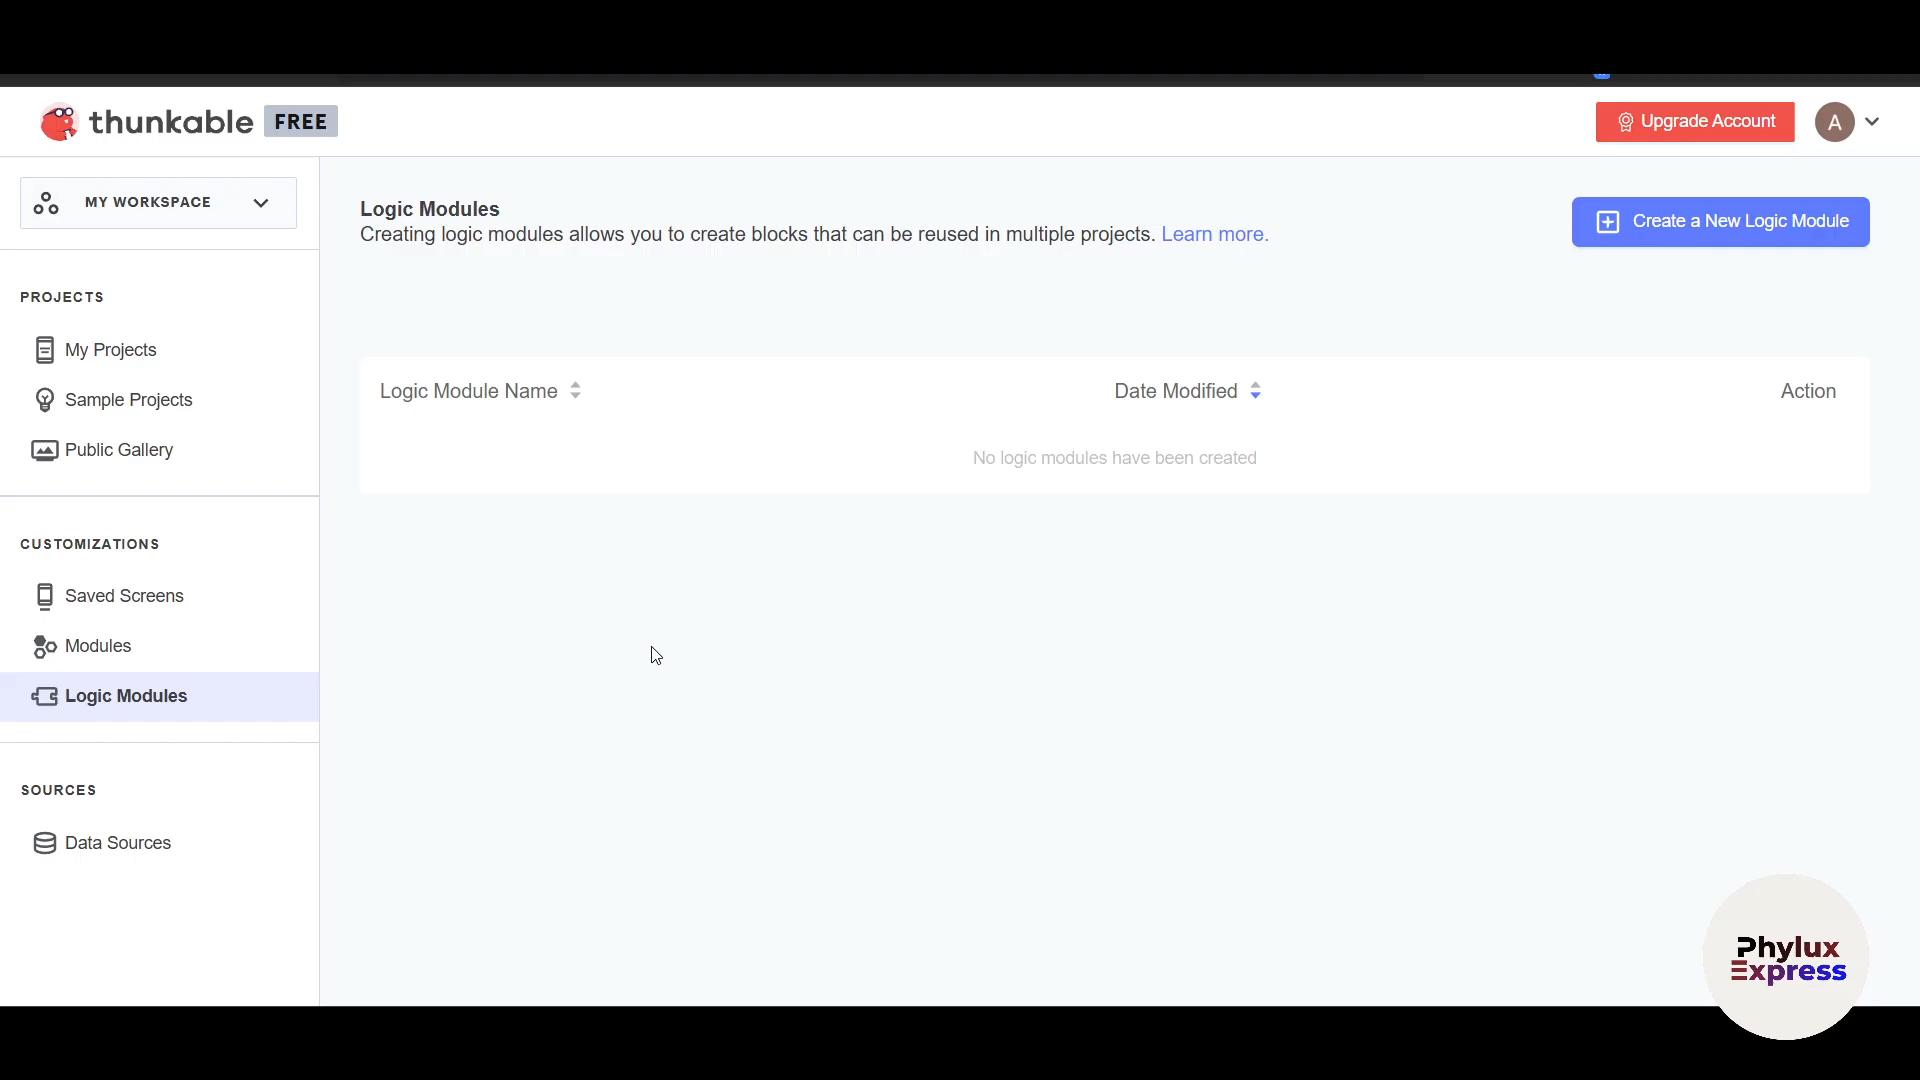 thunkable FREE
Upgrade Account
A
MY WORKSPACE
PROJECTS
My Projects
Sample Projects
Public Gallery
CUSTOMIZATIONS
Saved Screens
Modules
Logic Modules
SOURCES
Data Sources
Logic Modules
Creating logic modules allows you to create blocks that can be reused in multiple projects. Learn more.
Create a New Logic Module
Logic Module Name
Date Modified
Action
No logic modules have been created
Phylux
Express